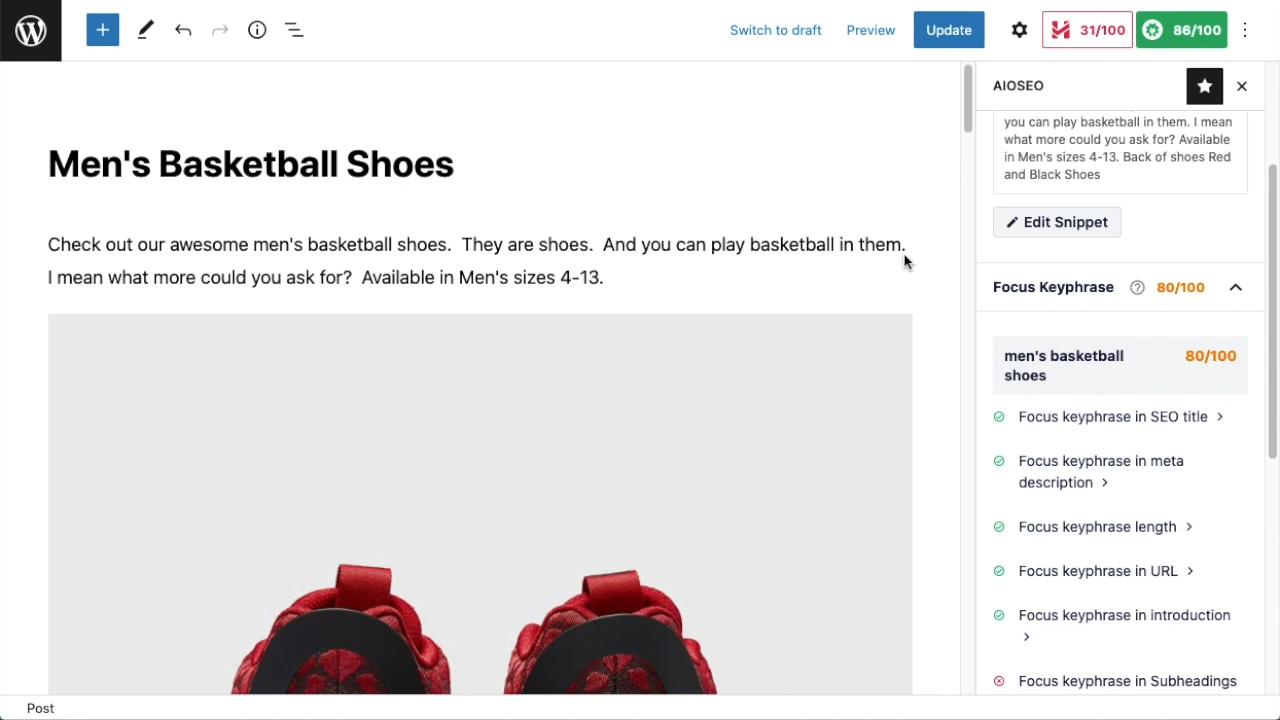 Switch to draft
Preview
Update
31/100
86/100
Men's Basketball Shoes
Check out our awesome men's basketball shoes.  They are shoes.  And you can play basketball in them.
I mean what more could you ask for?  Available in Men's sizes 4-13.
AIOSEO
you can play basketball in them. I mean
what more could you ask for? Available
in Men's sizes 4-13. Back of shoes Red
and Black Shoes
Edit Snippet
Focus Keyphrase
80/100
men's basketball
shoes
80/100
Focus keyphrase in SEO title
Focus keyphrase in meta
description
Focus keyphrase length
Focus keyphrase in URL
Focus keyphrase in introduction
Focus keyphrase in Subheadings
Post